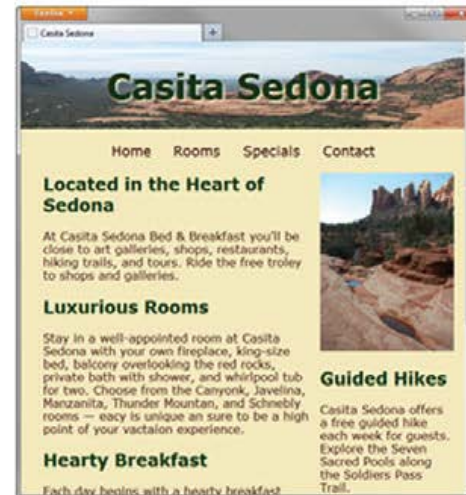 Firefox
Casita Sedona
Casita Sedona
Home Rooms Specials Contact
Located in the Heart of
Sedona
At Casita Sedona Bed & Breakfast you'll be
close to art galleries, shops, restaurants,
hiking trails, and tours. Ride the free troley
to shops and galleries.
Luxurious Rooms
Stay in a well-appointed room at Casita
Sedona with your own fireplace, king-size
bed, balcony overlooking the red rocks,
private bath with shower, and whirlpool tub
for two. Choose from the Canyonk, Javelina,
Manzanita, Thunder Mountan, and Schnebly
rooms — eacy is unique an sure to be a high
point of your vactaion experience.
Hearty Breakfast
Each day begins with a hearty breakfast
Guided Hikes
Casita Sedona offers
a free guided hike
each week for guests.
Explore the Seven
Sacred Pools along
the Soldiers Pass
Trail.